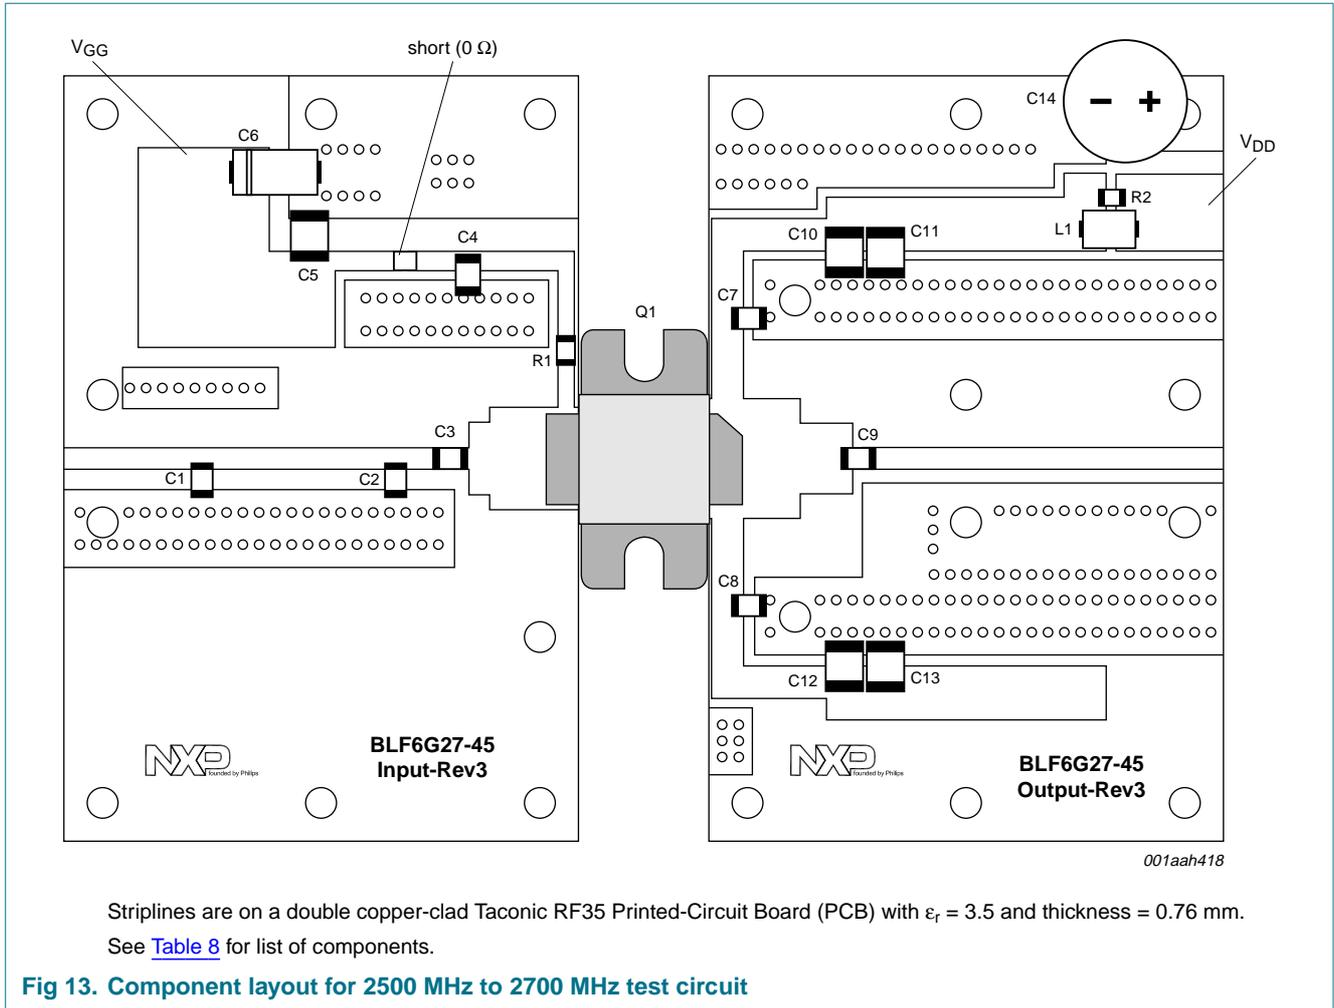 VGG
short (0 Ω)
C14
− +
C6
VDD
R2
C4
C10
C11
L1
C5
C7
Q1
R1
C3
C9
C1
C2
C8
C12
C13
NXP
founded by Philips
BLF6G27-45
Input-Rev3
NXP
founded by Philips
BLF6G27-45
Output-Rev3
001aah418
Striplines are on a double copper-clad Taconic RF35 Printed-Circuit Board (PCB) with εr = 3.5 and thickness = 0.76 mm.
See Table 8 for list of components.
Fig 13. Component layout for 2500 MHz to 2700 MHz test circuit